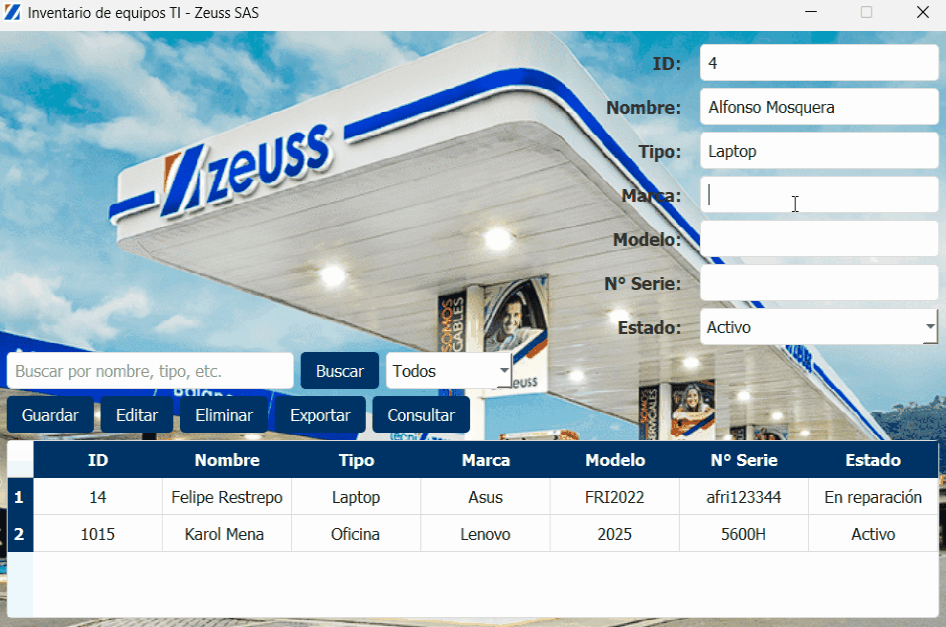 Inventario de equipos TI - Zeuss SAS
zeuss
ID: 4
Nombre: Alfonso Mosquera
Tipo: Laptop
Marca:
Modelo:
N° Serie:
Estado: Activo
Buscar por nombre, tipo, etc. Buscar Todos
Guardar Editar Eliminar Exportar Consultar
ID Nombre Tipo Marca Modelo N° Serie Estado
1 14 Felipe Restrepo Laptop Asus FRI2022 afri123344 En reparación
2 1015 Karol Mena Oficina Lenovo 2025 5600H Activo